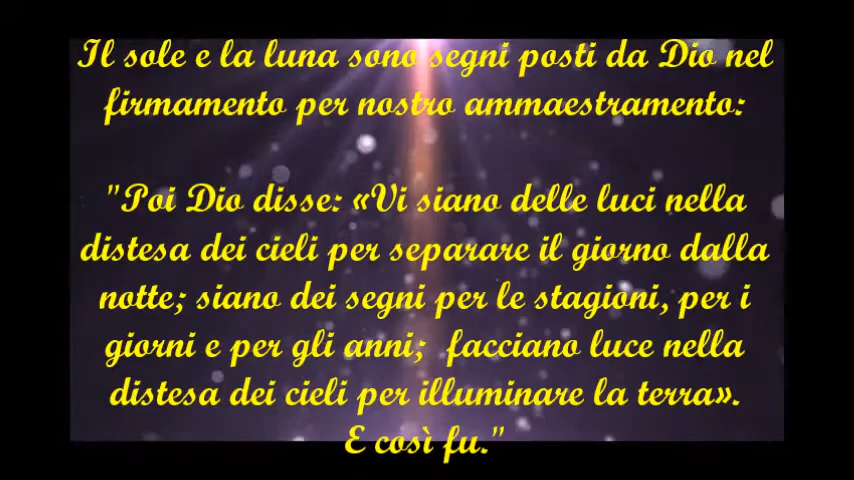 Il sole e la luna sono segni posti da Dio nel
firmamento per nostro ammaestramento:
"Poi Dio disse: «Vi siano delle luci nella
distesa dei cieli per separare il giorno dalla
notte; siano dei segni per le stagioni, per i
giorni e per gli anni; facciano luce nella
distesa dei cieli per illuminare la terra».
E così fu."